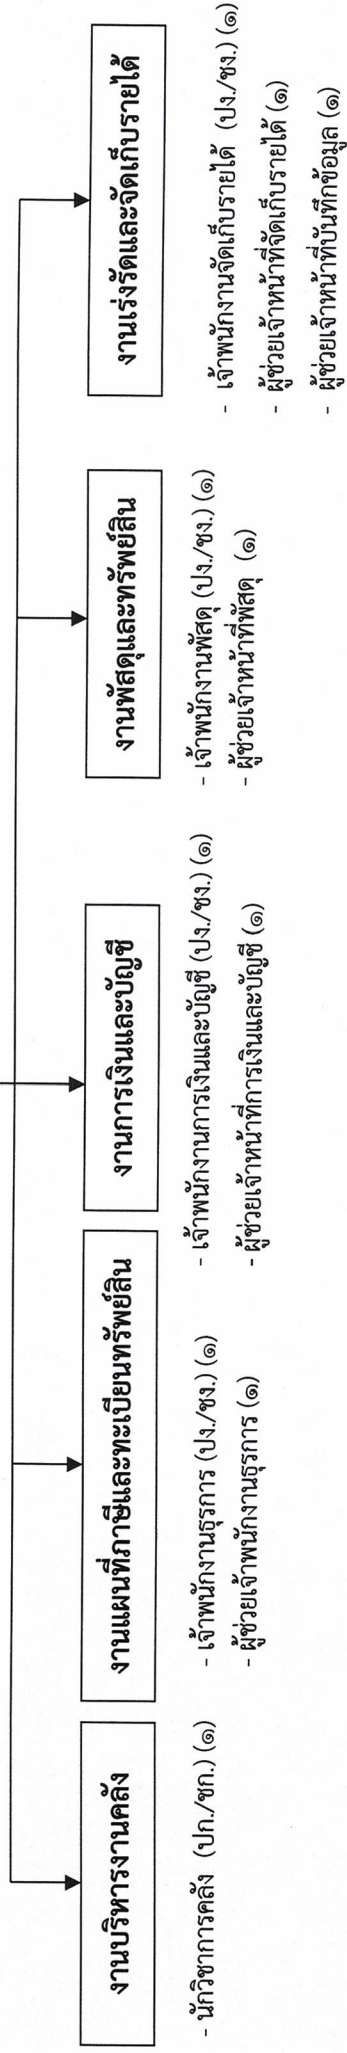 งานบริหารงานคลัง
- นักวิชาการคลัง (ปก./ชก.) (๑)
งานแผนที่ภาษีและทะเบียนทรัพย์สิน
- เจ้าพนักงานธุรการ (ปง./ชง.) (๑)
- ผู้ช่วยเจ้าพนักงานธุรการ (๑)
งานการเงินและบัญชี
- เจ้าพนักงานการเงินและบัญชี (ปง./ชง.) (๑)
- ผู้ช่วยเจ้าหน้าที่การเงินและบัญชี (๑)
งานพัสดุและทรัพย์สิน
- เจ้าพนักงานพัสดุ (ปง./ชง.) (๑)
- ผู้ช่วยเจ้าหน้าที่พัสดุ (๑)
งานเร่งรัดและจัดเก็บรายได้
- เจ้าพนักงานจัดเก็บรายได้ (ปง./ชง.) (๑)
- ผู้ช่วยเจ้าหน้าที่จัดเก็บรายได้ (๑)
- ผู้ช่วยเจ้าหน้าที่บันทึกข้อมูล (๑)